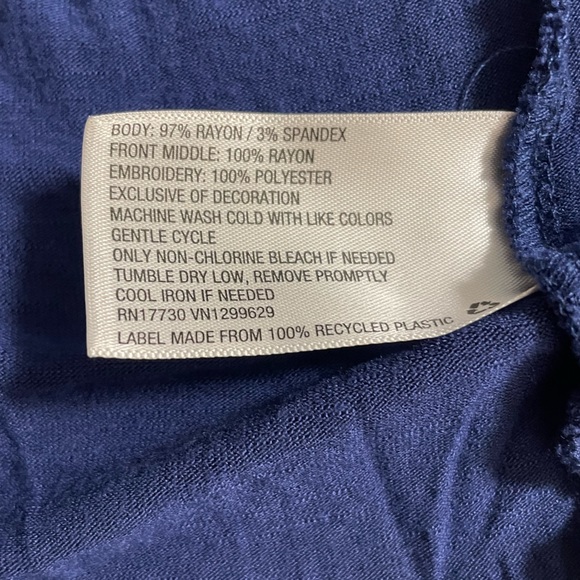 BODY: 97% RAYON / 3% SPANDEX
FRONT MIDDLE: 100% RAYON
EMBROIDERY: 100% POLYESTER
EXCLUSIVE OF DECORATION
MACHINE WASH COLD WITH LIKE COLORS
GENTLE CYCLE
ONLY NON-CHLORINE BLEACH IF NEEDED
TUMBLE DRY LOW, REMOVE PROMPTLY
COOL IRON IF NEEDED
RN17730 VN1299629
LABEL MADE FROM 100% RECYCLED PLASTIC